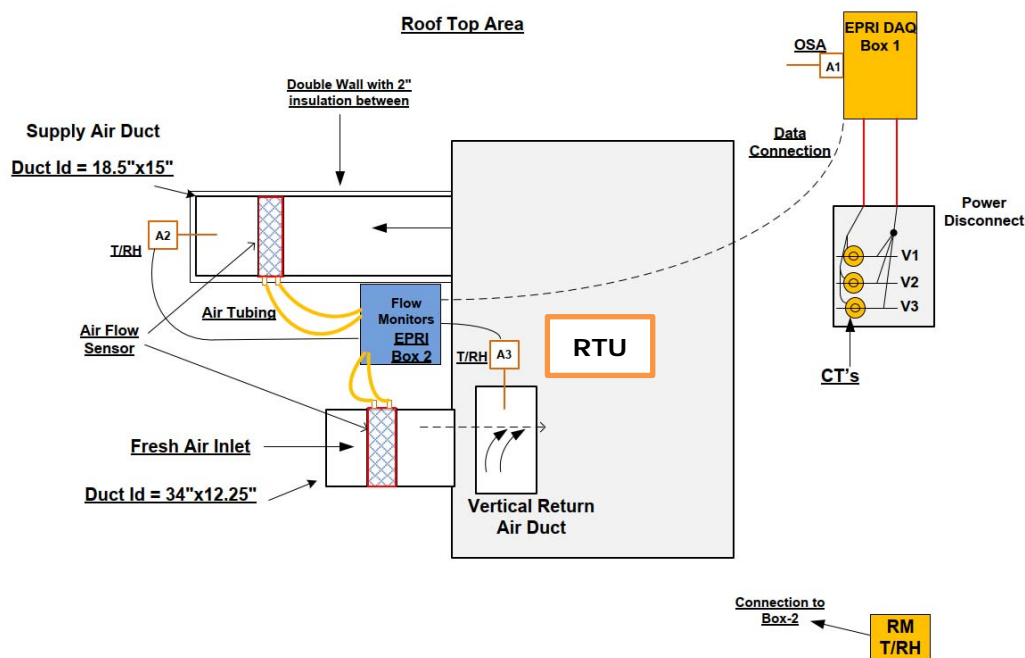 Roof Top Area
EPRI DAQ
Box 1
OSA
A1
Double Wall with 2"
insulation between
Supply Air Duct
Duct Id = 18.5"x15"
Data
Connection
Power
Disconnect
A2
T/RH
V1
V2
V3
Air Tubing
Flow
Monitors
EPRI
Box 2
Air Flow
Sensor
T/RH
A3
RTU
CT's
Fresh Air Inlet
Duct Id = 34"x12.25"
Vertical Return
Air Duct
Connection to
Box-2
RM
T/RH